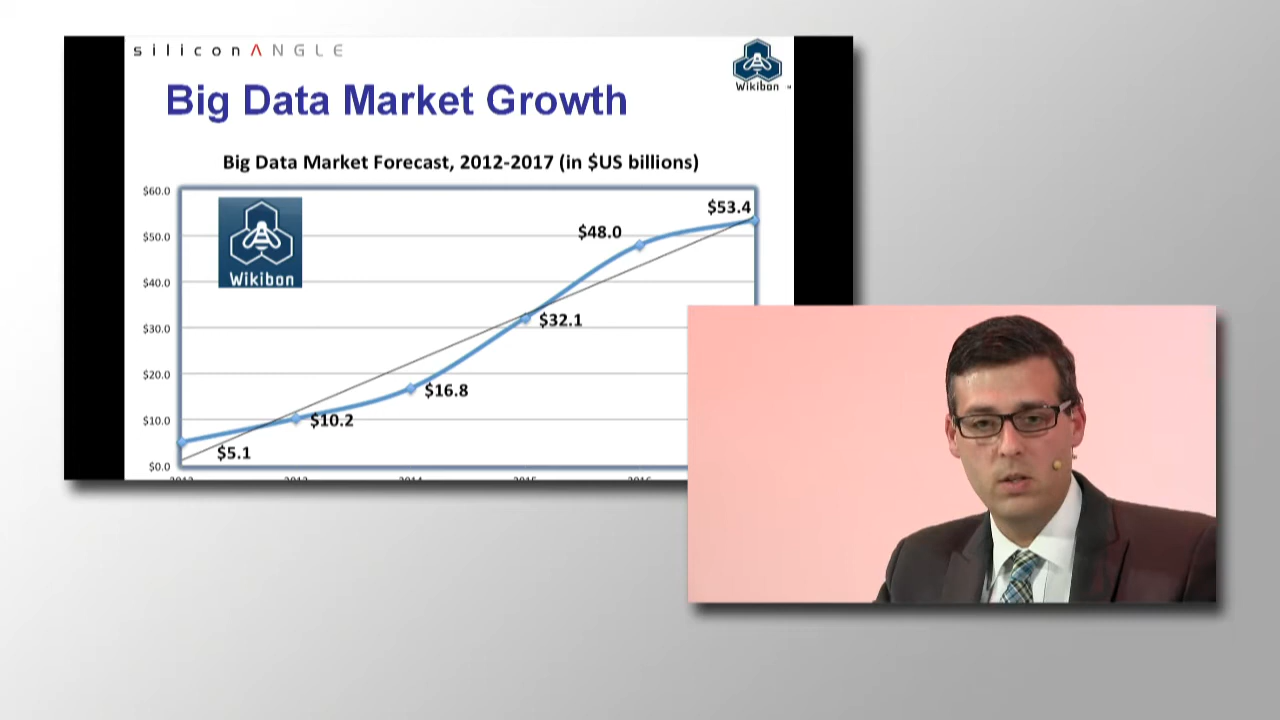 siliconANGLE
Wikibon
Big Data Market Growth
Big Data Market Forecast, 2012-2017 (in $US billions)
$60.0
$50.0
$40.0
$30.0
$20.0
$10.0
$0.0
Wikibon
$5.1
$10.2
$16.8
$32.1
$48.0
$53.4